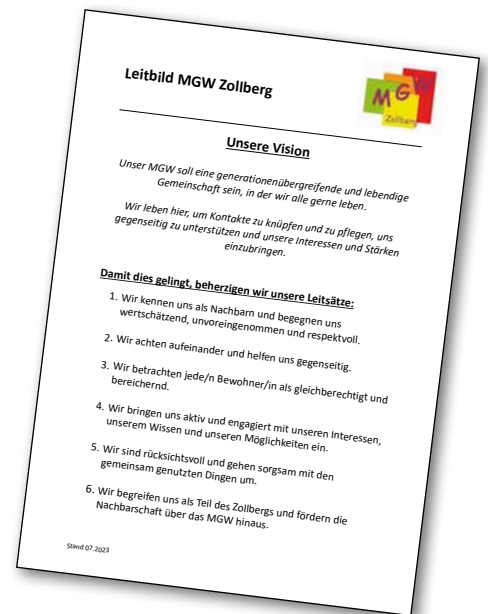 Leitbild MGW Zollberg
MGW
Zollberg
Unsere Vision
Unser MGW soll eine generationenübergreifende und lebendige
Gemeinschaft sein, in der wir alle gerne leben.
Wir leben hier, um Kontakte zu knüpfen und zu pflegen, uns
gegenseitig zu unterstützen und unsere Interessen und Stärken
einzubringen.
Damit dies gelingt, beherzigen wir unsere Leitsätze:
1. Wir kennen uns als Nachbarn und begegnen uns
wertschätzend, unvoreingenommen und respektvoll.
2. Wir achten aufeinander und helfen uns gegenseitig.
3. Wir betrachten jede/n Bewohner/in als gleichberechtigt und
bereichernd.
4. Wir bringen uns aktiv und engagiert mit unseren Interessen,
unserem Wissen und unseren Möglichkeiten ein.
5. Wir sind rücksichtsvoll und gehen sorgsam mit den
gemeinsam genutzten Dingen um.
6. Wir begreifen uns als Teil des Zollbergs und fördern die
Nachbarschaft über das MGW hinaus.
Stand 07.2023